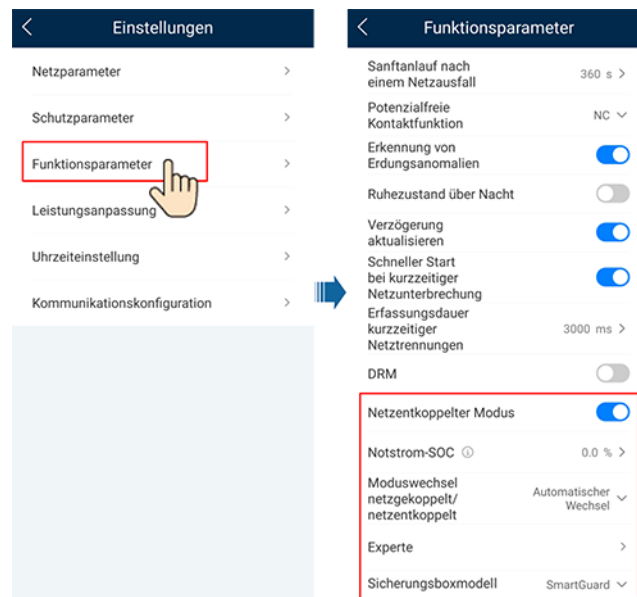 Einstellungen
Netzparameter
Schutzparameter
Funktionsparameter
Leistungsanpassung
Uhrzeiteinstellung
Kommunikationskonfiguration
Funktionsparameter
Sanftanlauf nach
einem Netzausfall
360 s
Potenzialfreie
Kontaktfunktion
NC
Erkennung von
Erdungsanomalien
Ruhezustand über Nacht
Verzögerung
aktualisieren
Schneller Start
bei kurzzeitiger
Netzunterbrechung
Erfassungsdauer
kurzzeitiger
Netztrennungen
3000 ms
DRM
Netzentkoppelter Modus
Notstrom-SOC
0.0 %
Moduswechsel
netzgekoppelt/
netzentkoppelt
Automatischer
Wechsel
Experte
Sicherungsboxmodell
SmartGuard